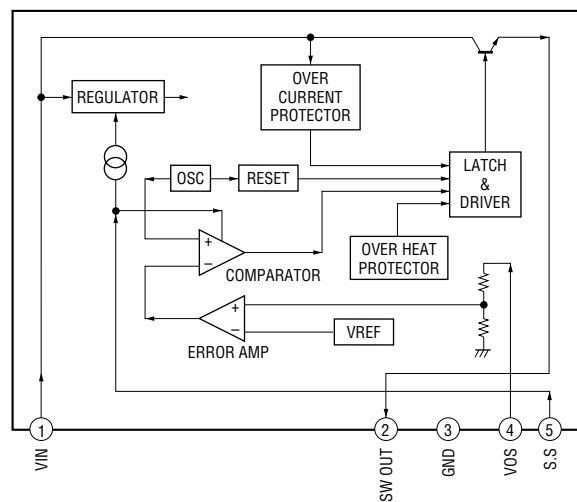 OVER
CURRENT
PROTECTOR
REGULATOR
OSC
RESET
LATCH
&
DRIVER
+
−
COMPARATOR
OVER HEAT
PROTECTOR
+
−
VREF
ERROR AMP
1
2
3
4
5
VIN
SW OUT
GND
VOS
S.S